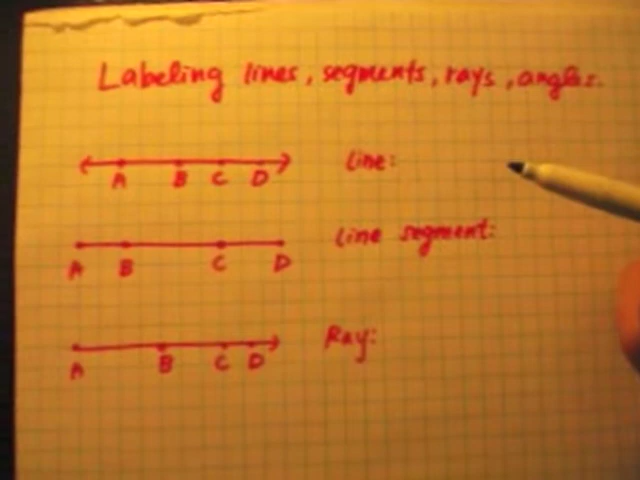 Labeling lines, segments, rays, angles.
A B C D
Line:
A B C D
Line segment:
A B C D
Ray: